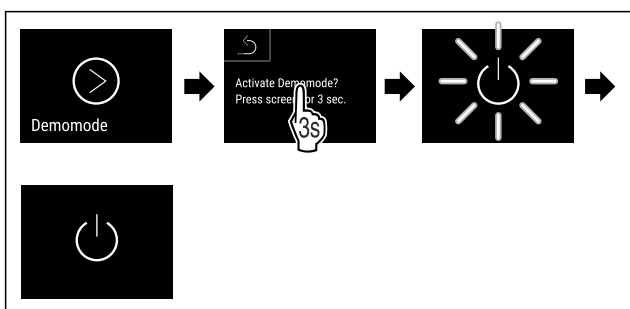 Demomode
Activate Demomode?
Press screen for 3 sec.
3s